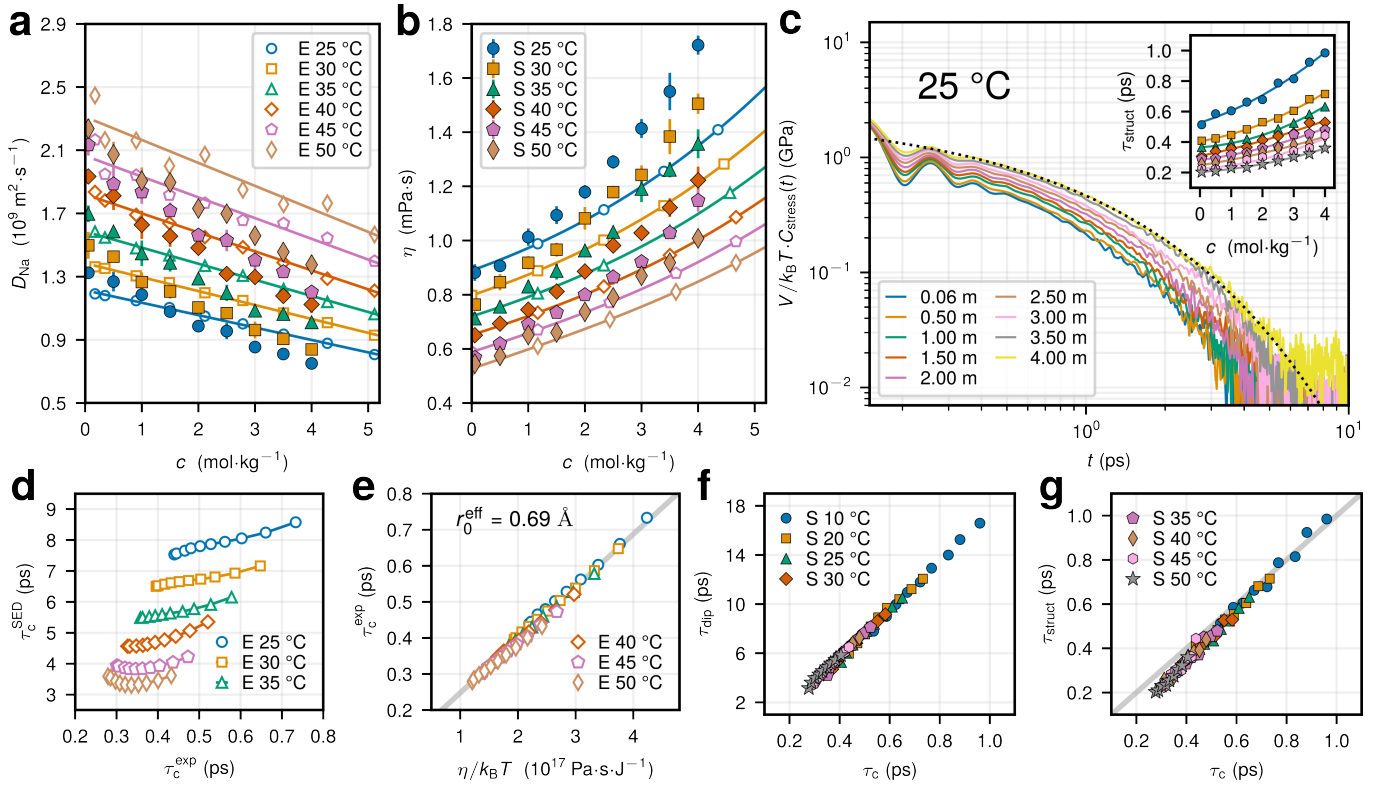 a
2.9
2.5
2.1
1.7
1.3
0.9
0.5
D_Na (10^9 m^2·s^−1)
E 25 °C
E 30 °C
E 35 °C
E 40 °C
E 45 °C
E 50 °C
0 1 2 3 4 5
c (mol·kg^−1)
b
1.8
1.6
1.4
1.2
1.0
0.8
0.6
0.4
η (mPa·s)
S 25 °C
S 30 °C
S 35 °C
S 40 °C
S 45 °C
S 50 °C
0 1 2 3 4 5
c (mol·kg^−1)
c
10^1
10^0
10^−1
10^−2
V/k_BT·C_stress(t) (GPa)
25 °C
1.0
0.8
0.6
0.4
0.2
τ_struct (ps)
0 1 2 3 4
c (mol·kg^−1)
0.06 m
0.50 m
1.00 m
1.50 m
2.00 m
2.50 m
3.00 m
3.50 m
4.00 m
10^0 10^1
t (ps)
d
9
8
7
6
5
4
3
τ_c^SED (ps)
E 25 °C
E 30 °C
E 35 °C
0.2 0.3 0.4 0.5 0.6 0.7 0.8
τ_c^exp (ps)
e
0.8
0.7
0.6
0.5
0.4
0.3
0.2
τ_c^exp (ps)
r_0^eff = 0.69 Å
E 40 °C
E 45 °C
E 50 °C
1 2 3 4
η/k_BT (10^17 Pa·s·J^−1)
f
18
14
10
6
2
τ_dip (ps)
S 10 °C
S 20 °C
S 25 °C
S 30 °C
0.2 0.4 0.6 0.8 1.0
τ_c (ps)
g
1.0
0.8
0.6
0.4
0.2
τ_struct (ps)
S 35 °C
S 40 °C
S 45 °C
S 50 °C
0.2 0.4 0.6 0.8 1.0
τ_c (ps)